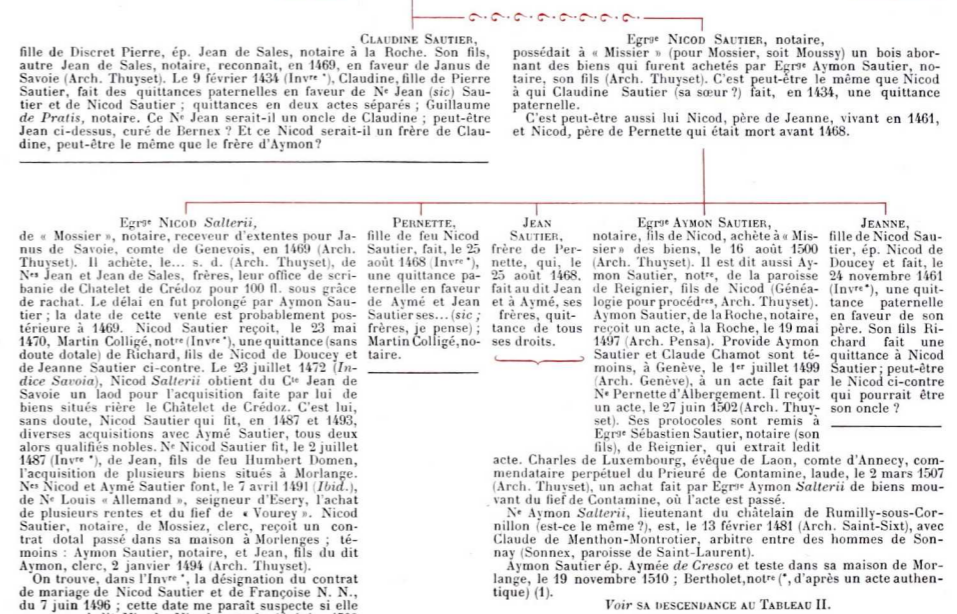 CLAUDINE SAUTIER,
fille de Discret Pierre, ép. Jean de Sales, notaire à la Roche. Son fils,
autre Jean de Sales, notaire, reconnaît, en 1469, en faveur de Janus de
Savoie (Arch. Thuyset). Le 9 février 1434 (Invre *), Claudine, fille de Pierre
Sautier, fait des quittances paternelles en faveur de Ne Jean (sic) Sau-
tier et de Nicod Sautier ; quittances en deux actes séparés ; Guillaume
de Pratis, notaire. Ce Ne Jean serait-il un oncle de Claudine ; peut-être
Jean ci-dessus, curé de Bernex ? Et ce Nicod serait-il un frère de Clau-
dine, peut-être le même que le frère d'Aymon ?
Egrge NICOD SAUTIER, notaire,
possédait à « Missier » (pour Mossier, soit Moussy) un bois abor-
nant des biens qui furent achetés par Egrge Aymon Sautier, no-
taire, son fils (Arch. Thuyset). C'est peut-être le même que Nicod
à qui Claudine Sautier (sa sœur ?) fait, en 1434, une quittance
paternelle.
C'est peut-être aussi lui Nicod, père de Jeanne, vivant en 1461,
et Nicod, père de Pernette qui était mort avant 1468.
Egrge NICOD Salterii,
de « Mossier », notaire, receveur d'extentes pour Ja-
nus de Savoie, comte de Genevois, en 1469 (Arch.
Thuyset). Il achète, le... s. d. (Arch. Thuyset), de
Nes Jean et Jean de Sales, frères, leur office de scri-
banie de Chatelet de Crédoz pour 100 fl. sous grâce
de rachat. Le délai en fut prolongé par Aymon Sau-
tier ; la date de cette vente est probablement pos-
térieure à 1469. Nicod Sautier reçoit, le 23 mai
1470, Martin Colligé, notre (Invre *), une quittance (sans
doute dotale) de Richard, fils de Nicod de Doucey et
de Jeanne Sautier ci-contre. Le 23 juillet 1472 (In-
dice Savoia), Nicod Salterii obtient du Cte Jean de
Savoie un laod pour l'acquisition faite par lui de
biens situés rière le Châtelet de Crédoz. C'est lui,
sans doute, Nicod Sautier qui fit, en 1487 et 1493,
diverses acquisitions avec Aymé Sautier, tous deux
alors qualifiés nobles. Ne Nicod Sautier fit, le 2 juillet
1487 (Invre *), de Jean, fils de feu Humbert Domen,
l'acquisition de plusieurs biens situés à Morlange.
Nes Nicod et Aymé Sautier font, le 7 avril 1491 (Ibid.),
de Ne Louis « Allemand », seigneur d'Esery, l'achat
de plusieurs rentes et du fief de « Vourey ». Nicod
Sautier, notaire, de Mossiez, clerc, reçoit un con-
trat dotal passé dans sa maison à Morlenges ; té-
moins : Aymon Sautier, notaire, et Jean, fils du dit
Aymon, clerc, 2 janvier 1494 (Arch. Thuyset).
On trouve, dans l'Invre *, la désignation du contrat
de mariage de Nicod Sautier et de Françoise N. N.,
du 7 juin 1496 ; cette date me paraît suspecte si elle
PERNETTE,
fille de feu Nicod
Sautier, fait, le 25
août 1468 (Invre *),
une quittance pa-
ternelle en faveur
de Aymé et Jean
Sautier ses... (sic ;
frères, je pense) ;
Martin Colligé, no-
taire.
JEAN
SAUTIER,
frère de Per-
nette, qui, le
25 août 1468,
fait au dit Jean
et à Aymé, ses
frères, quit-
tance de tous
ses droits.
Egrge AYMON SAUTIER,
notaire, fils de Nicod, achète à « Mis-
sier » des biens, le 16 août 1500
(Arch. Thuyset). Il est dit aussi Ay-
mon Sautier, notre, de la paroisse
de Reignier, fils de Nicod (Généa-
logie pour procédres, Arch. Thuyset).
Aymon Sautier, de la Roche, notaire,
reçoit un acte, à la Roche, le 19 mai
1497 (Arch. Pensa). Provide Aymon
Sautier et Claude Chamot sont té-
moins, à Genève, le 1er juillet 1499
(Arch. Genève), à un acte fait par
Ne Pernette d'Albergement. Il reçoit
un acte, le 27 juin 1502 (Arch. Thuy-
set). Ses protocoles sont remis à
Egrge Sébastien Sautier, notaire (son
fils), de Reignier, qui extrait ledit
acte. Charles de Luxembourg, évêque de Laon, comte d'Annecy, com-
mendataire perpétuel du Prieuré de Contamine, laude, le 2 mars 1507
(Arch. Thuyset), un achat fait par Egrge Aymon Salterii de biens mou-
vant du fief de Contamine, où l'acte est passé.
Ne Aymon Salterii, lieutenant du châtelain de Rumilly-sous-Cor-
nillon (est-ce le même ?), est, le 13 février 1481 (Arch. Saint-Sixt), avec
Claude de Menthon-Montrotier, arbitre entre des hommes de Son-
nay (Sonnex, paroisse de Saint-Laurent).
Aymon Sautier ép. Aymée de Cresco et teste dans sa maison de Mor-
lange, le 19 novembre 1510 ; Bertholet, notre (*, d'après un acte authen-
tique) (1).
Voir SA DESCENDANCE AU TABLEAU II.
JEANNE,
fille de Nicod Sau-
tier, ép. Nicod de
Doucey et fait, le
24 novembre 1461
(Invre *), une quit-
tance paternelle
en faveur de son
père. Son fils Ri-
chard fait une
quittance à Nicod
Sautier ; peut-être
le Nicod ci-contre
qui pourrait être
son oncle ?